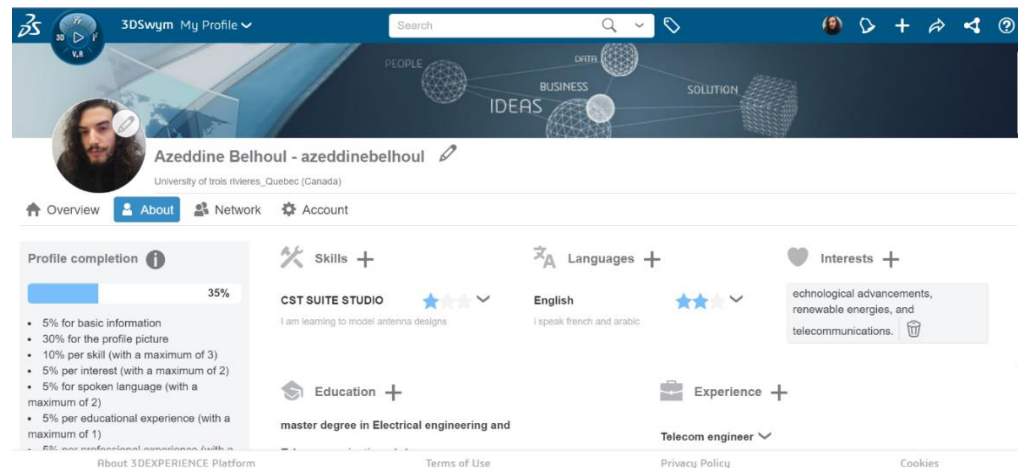 3DSwym My Profile
Search
3D
V.R
PEOPLE
DATA
BUSINESS
IDEAS
SOLUTION
Azeddine Belhoul - azeddinebelhoul
University of trois rivieres_Quebec (Canada)
Overview About Network Account
Profile completion
35%
• 5% for basic information
• 30% for the profile picture
• 10% per skill (with a maximum of 3)
• 5% per interest (with a maximum of 2)
• 5% for spoken language (with a
maximum of 2)
• 5% per educational experience (with a
maximum of 1)
• 5% per professional experience (with a
Skills +
CST SUITE STUDIO
I am learning to model antenna designs
Languages +
English
i speak french and arabic
Interests +
echnological advancements,
renewable energies, and
telecommunications.
Education +
master degree in Electrical engineering and
Experience +
Telecom engineer
About 3DEXPERIENCE Platform Terms of Use Privacy Policy Cookies